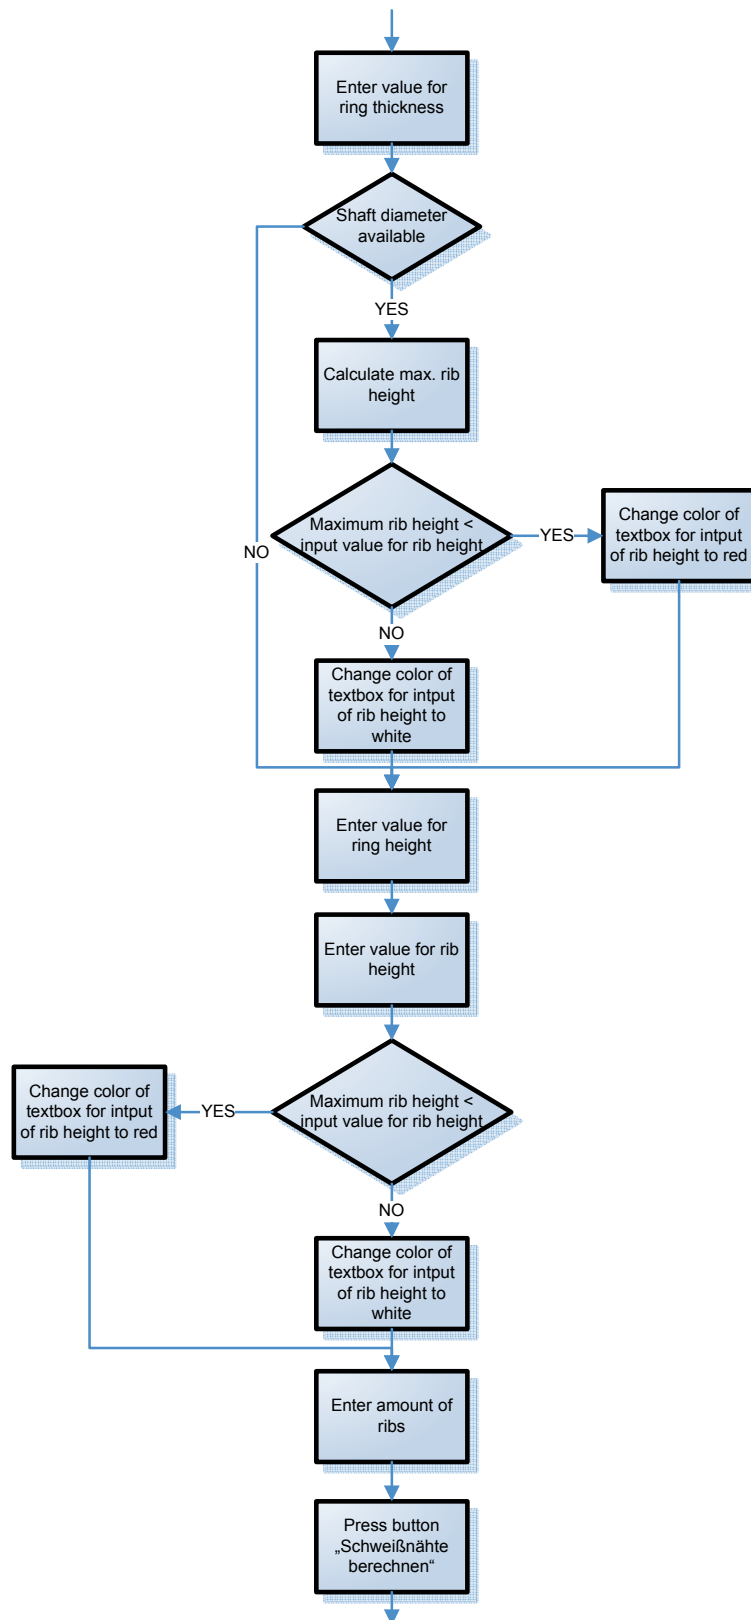 Enter value for
ring thickness
Shaft diameter
available
YES
Calculate max. rib
height
Maximum rib height <
input value for rib height
YES
Change color of
textbox for intput
of rib height to red
NO
NO
Change color of
textbox for intput
of rib height to
white
Enter value for
ring height
Enter value for rib
height
Maximum rib height <
input value for rib height
YES
Change color of
textbox for intput
of rib height to red
NO
Change color of
textbox for intput
of rib height to
white
Enter amount of
ribs
Press button
„Schweißnähte
berechnen“